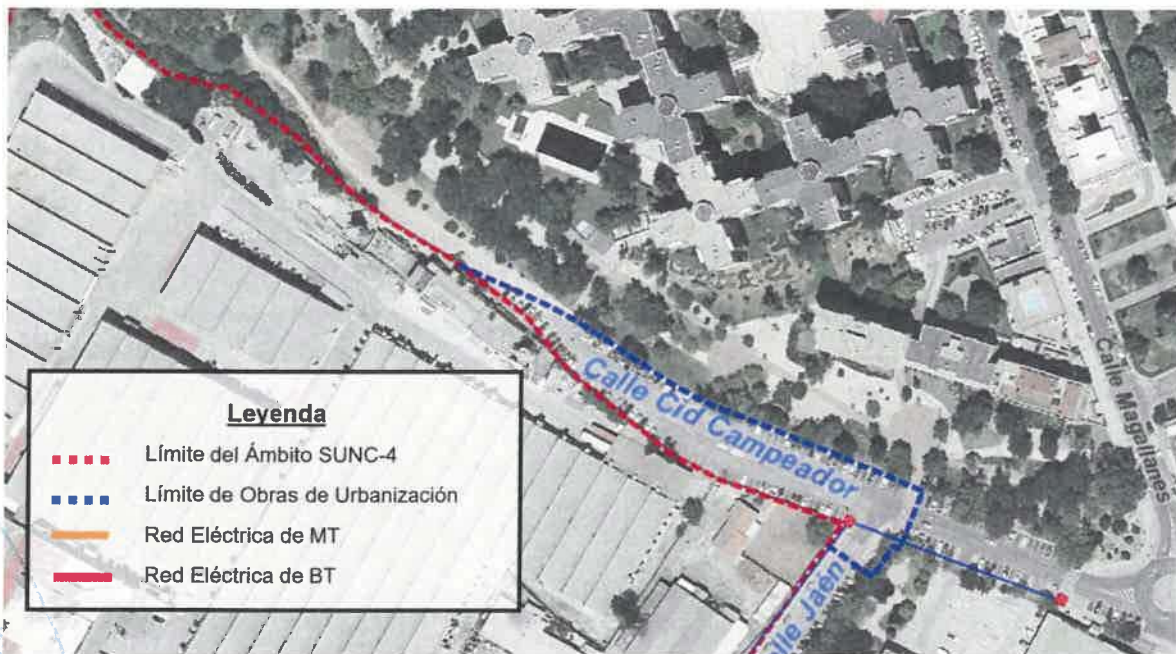 Calle Cid Campeador
Calle Magallanes
Calle Jaén
Leyenda
Límite del Ámbito SUNC-4
Límite de Obras de Urbanización
Red Eléctrica de MT
Red Eléctrica de BT